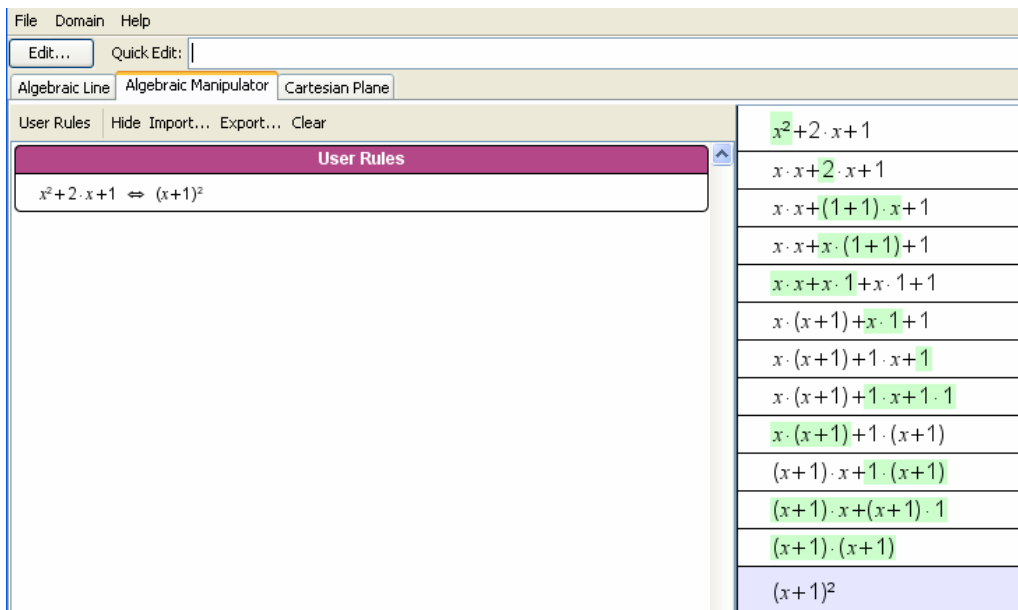 File Domain Help
Edit... Quick Edit:
Algebraic Line Algebraic Manipulator Cartesian Plane
User Rules Hide Import... Export... Clear
User Rules
x²+2·x+1 ⇔ (x+1)²
x²+2·x+1
x·x+2·x+1
x·x+(1+1)·x+1
x·x+x·(1+1)+1
x·x+x·1+x·1+1
x·(x+1)+x·1+1
x·(x+1)+1·x+1
x·(x+1)+1·x+1·1
x·(x+1)+1·(x+1)
(x+1)·x+1·(x+1)
(x+1)·x+(x+1)·1
(x+1)·(x+1)
(x+1)²